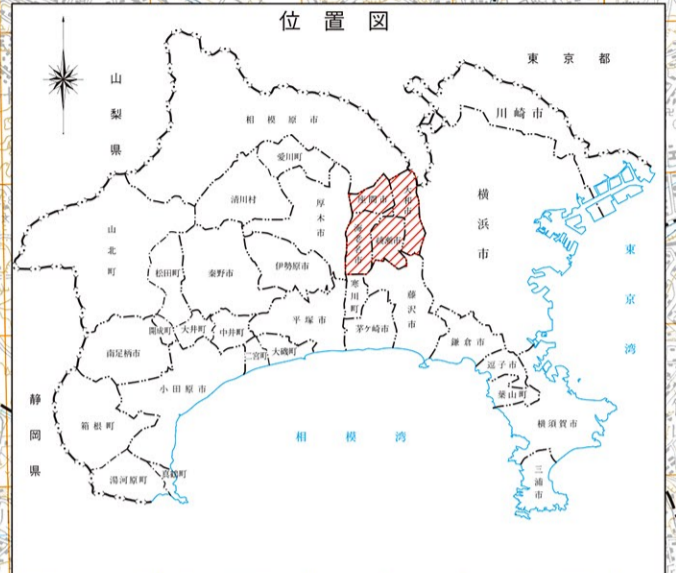 位置図
東京都
山梨県
川崎市
相模原市
愛川町
清川村
厚木市
座間市
大和市
横浜市
海老名市
綾瀬市
山北町
松田町
秦野市
伊勢原市
東京湾
寒川町
藤沢市
開成町
大井町
中井町
平塚市
茅ケ崎市
鎌倉市
南足柄市
二宮町
大磯町
逗子市
小田原市
葉山町
静岡県
箱根町
横須賀市
相模湾
真鶴町
湯河原町
三浦市